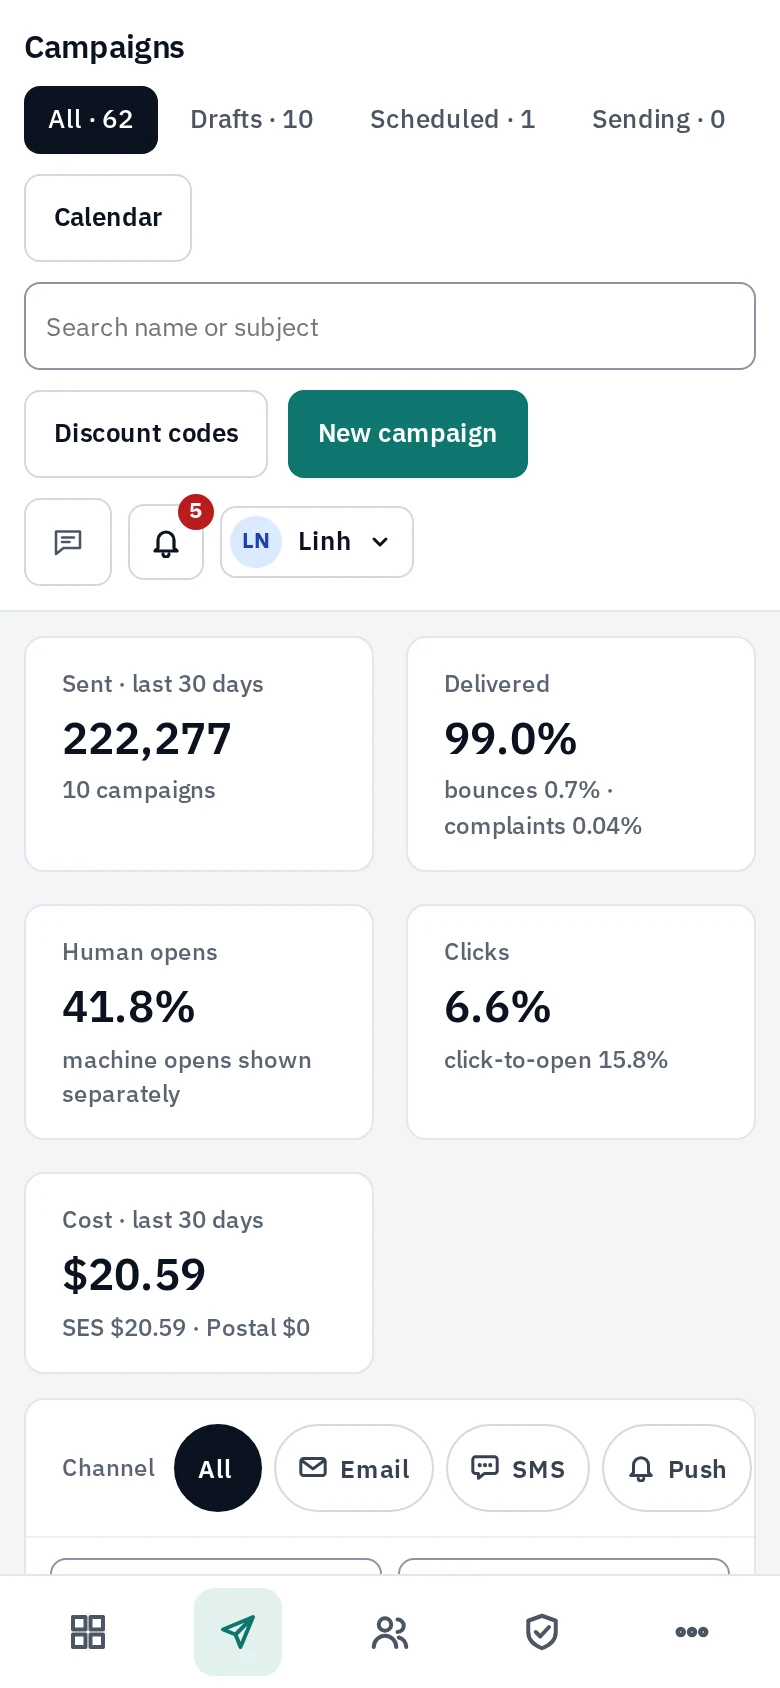 Campaigns
All · 62
Drafts · 10
Scheduled · 1
Sending · 0
Calendar
Search name or subject
Discount codes
New campaign
5
LN
Linh
Sent · last 30 days
222,277
10 campaigns
Delivered
99.0%
bounces 0.7% ·
complaints 0.04%
Human opens
41.8%
machine opens shown
separately
Clicks
6.6%
click-to-open 15.8%
Cost · last 30 days
$20.59
SES $20.59 · Postal $0
Channel
All
Email
SMS
Push